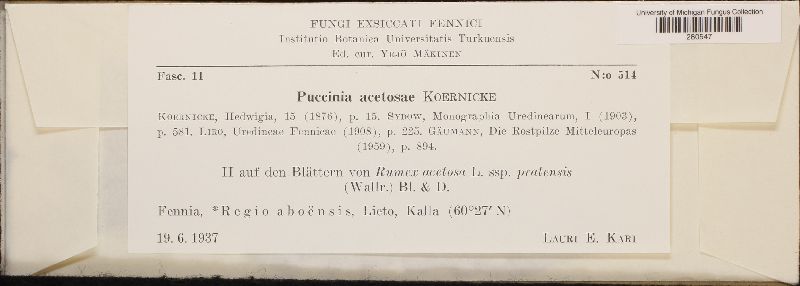 University of Michigan Fungus Collection
260547
FUNGI EXSICCATI FENNICI
Institutio Botanica Universitatis Turkuensis
Ed. cur. YRJÖ MÄKINEN
Fasc. 11 N:o 514
Puccinia acetosae KOERNICKE
KOERNICKE, Hedwigia, 15 (1876), p. 15. SYDOW, Monographia Uredinearum, I (1903),
p. 581. LIRO, Uredineae Fennicae (1908), p. 225. GÄUMANN, Die Rostpilze Mitteleuropas
(1959), p. 894.
II auf den Blättern von Rumex acetosa L. ssp. pratensis
(Wallr.) Bl. & D.
Fennia, *Regio aboënsis, Lieto, Kalla (60°27′ N)
19. 6. 1937 LAURI E. KARI